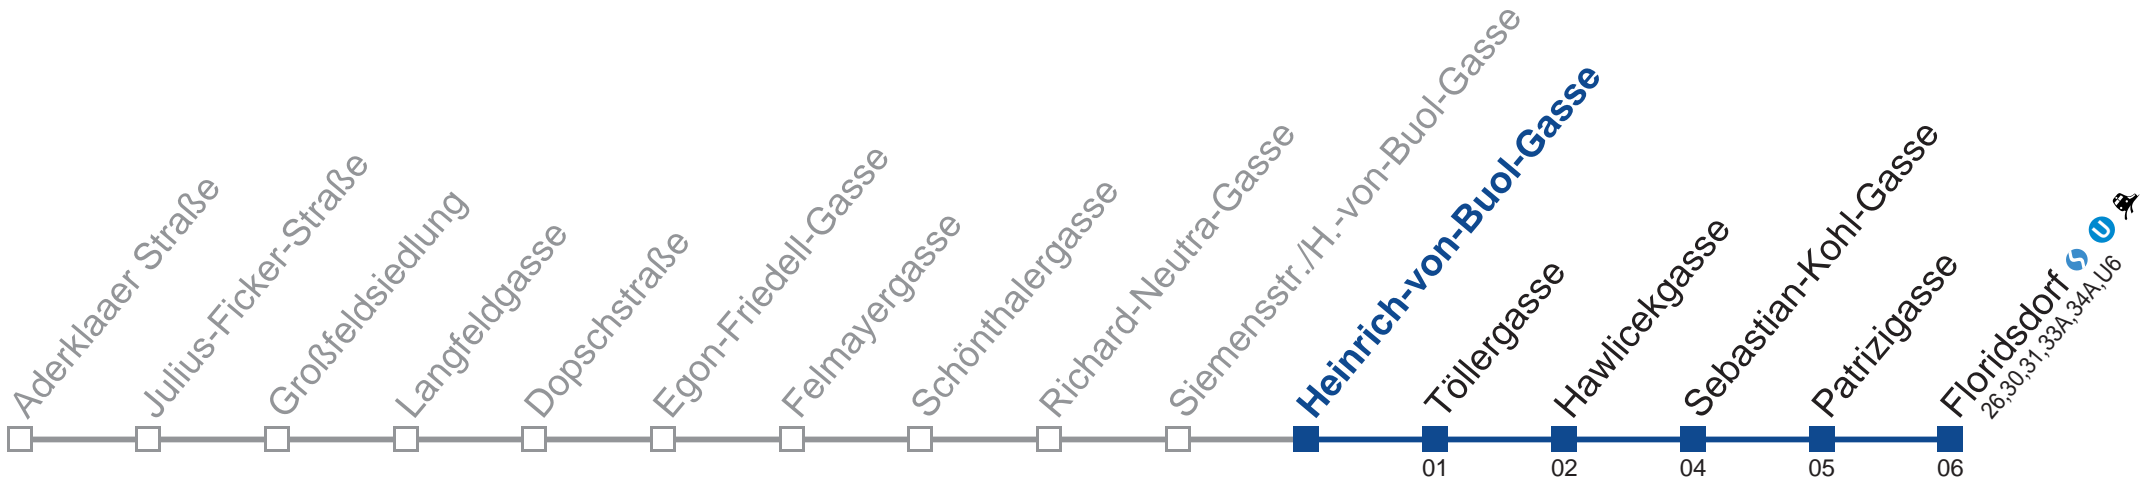 Aderklaaer Straße
Julius-Ficker-Straße
Großfeldsiedlung
Langfeldgasse
Dopschstraße
Egon-Friedell-Gasse
Felmayergasse
Schönthalergasse
Richard-Neutra-Gasse
Siemensstr./H.-von-Buol-Gasse
Heinrich-von-Buol-Gasse
Töllergasse
01
Hawlicekgasse
02
Sebastian-Kohl-Gasse
04
Patrizigasse
05
Floridsdorf S U
26,30,31,33A,34A,U6
06